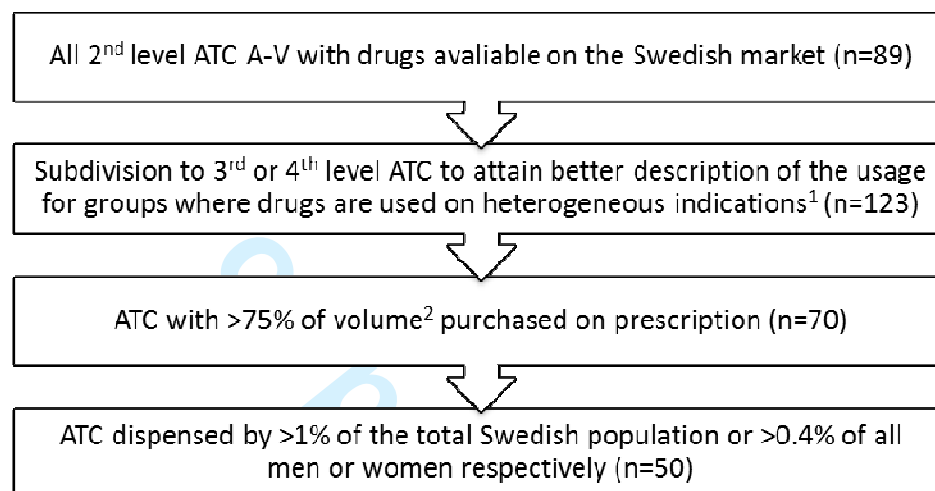 All 2nd level ATC A-V with drugs avaliable on the Swedish market (n=89)
Subdivision to 3rd or 4th level ATC to attain better description of the usage
for groups where drugs are used on heterogeneous indications1 (n=123)
ATC with >75% of volume2 purchased on prescription (n=70)
ATC dispensed by >1% of the total Swedish population or >0.4% of all
men or women respectively (n=50)